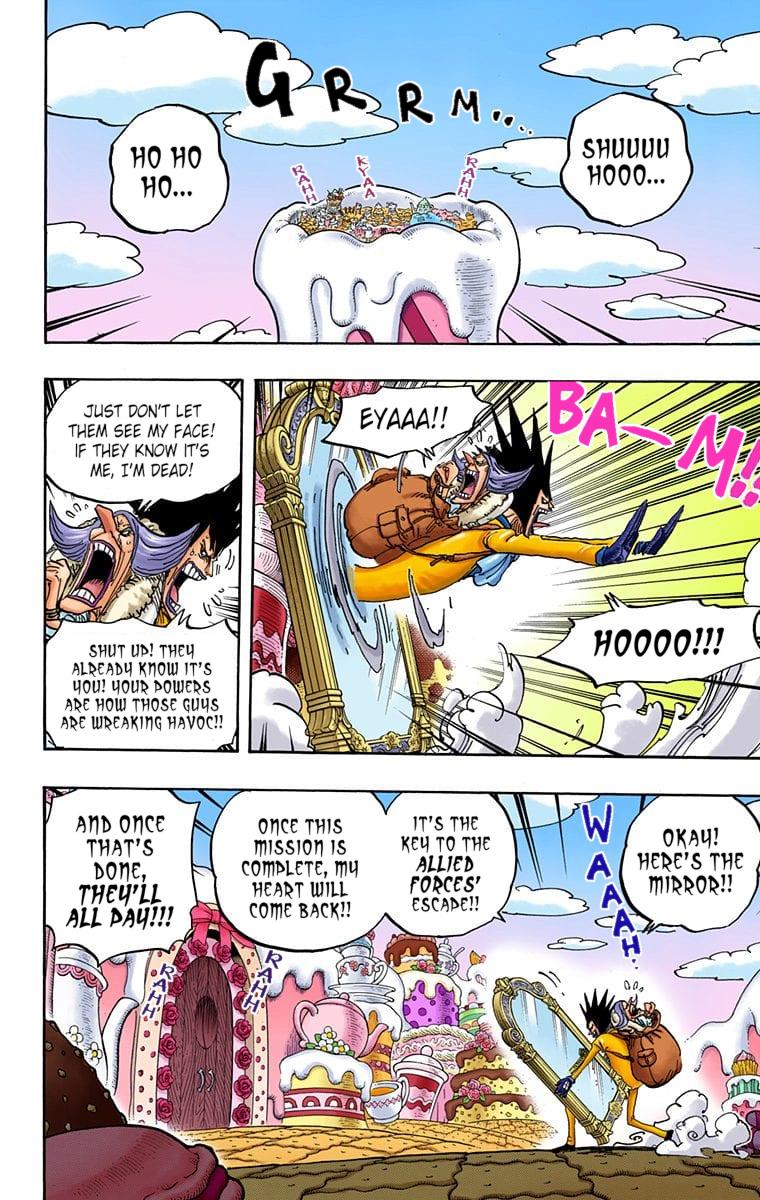 GRRM...
SHUUUU
HOOO...
RAHH
KYAA
RAHH
HO HO
HO...
BA—M!!
EYAAA!!
HOOOO!!!
JUST DON'T LET
THEM SEE MY FACE!
IF THEY KNOW IT'S
ME, I'M DEAD!
SHUT UP! THEY
ALREADY KNOW IT'S
YOU! YOUR POWERS
ARE HOW THOSE GUYS
ARE WREAKING HAVOC!!
OKAY!
HERE'S THE
MIRROR!!
WAAAH..
IT'S THE
KEY TO THE
ALLIED
FORCES'
ESCAPE!!
ONCE THIS
MISSION IS
COMPLETE, MY
HEART WILL
COME BACK!!
RAHH
AND ONCE
THAT'S
DONE,
THEY'LL
ALL DAY!!!
RAHH